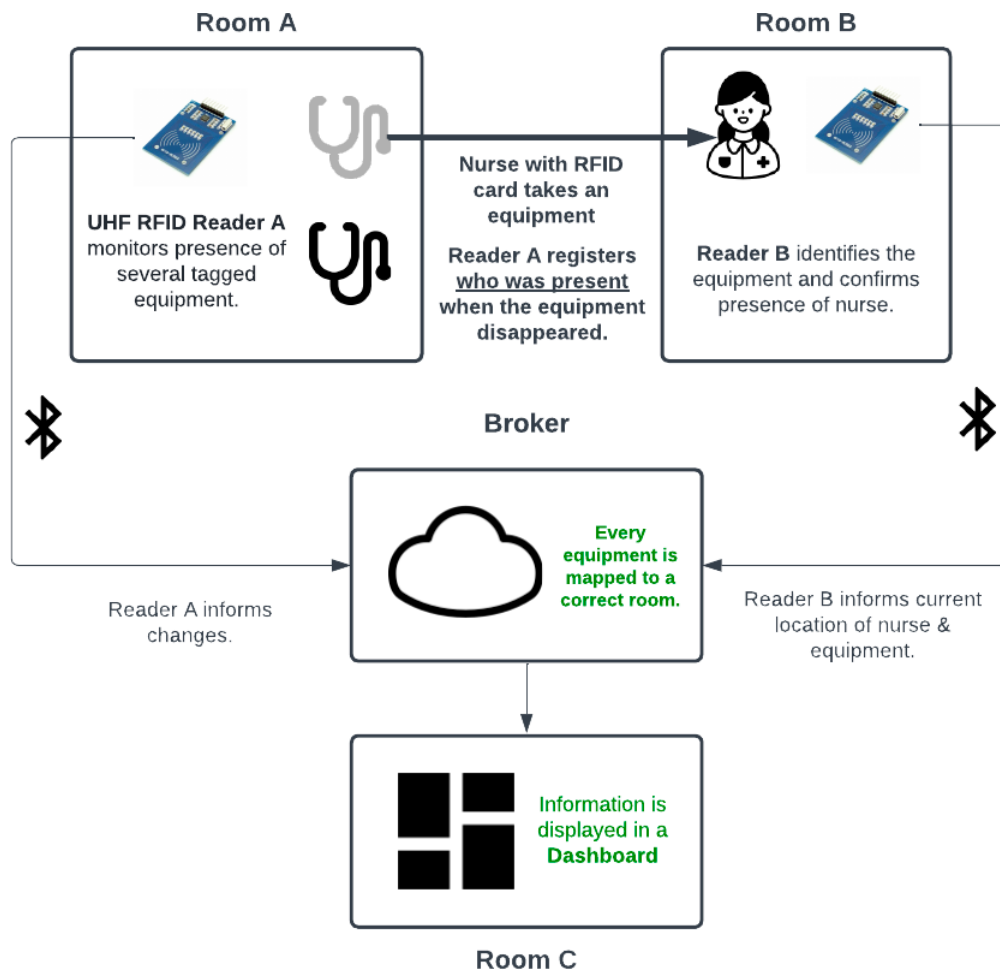 Room A
Room B
UHF RFID Reader A
monitors presence of
several tagged
equipment.
Nurse with RFID
card takes an
equipment
Reader A registers
who was present
when the equipment
disappeared.
Reader B identifies the
equipment and confirms
presence of nurse.
Broker
Every
equipment is
mapped to a
correct room.
Reader A informs
changes.
Reader B informs current
location of nurse &
equipment.
Information is
displayed in a
Dashboard
Room C